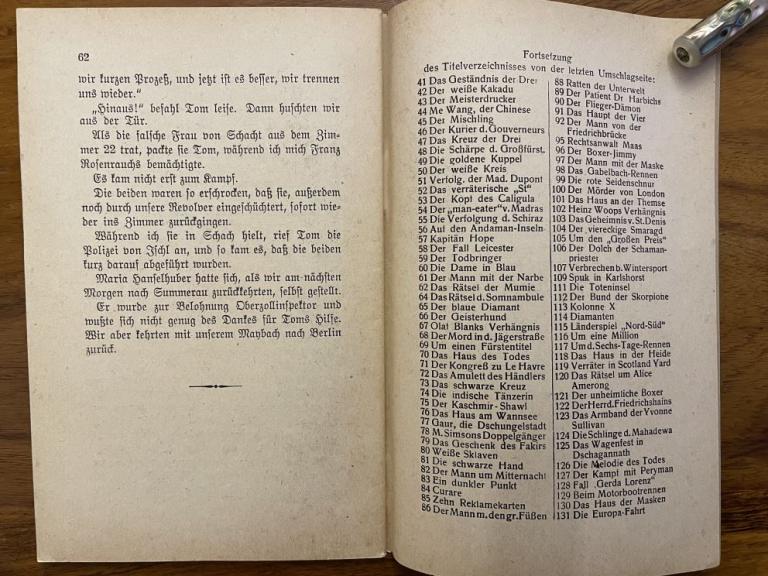 62
wir kurzen Prozeß, und jetzt ist es besser, wir trennen
uns wieder.“
„Hinaus!“ befahl Tom leise. Dann huschten wir
aus der Tür.
Als die falsche Frau von Schacht aus dem Zim-
mer 22 trat, packte sie Tom, während ich mich Franz
Rosenrauchs bemächtigte.
Es kam nicht erst zum Kampf.
Die beiden waren so erschrocken, daß sie, außerdem
noch durch unsere Revolver eingeschüchtert, sofort wie-
der ins Zimmer zurückgingen.
Während ich sie in Schach hielt, rief Tom die
Polizei von Ischl an, und so kam es, daß die beiden
kurz darauf abgeführt wurden.
Maria Hanselhuber hatte sich, als wir am nächsten
Morgen nach Summerau zurückkehrten, selbst gestellt.
Er wurde zur Belohnung Oberzollinspektor und
wußte sich nicht genug des Dankes für Toms Hilfe.
Wir aber kehrten mit unserem Maybach nach Berlin
zurück.
Fortsetzung
des Titelverzeichnisses von der letzten Umschlagseite:
41 Das Geständnis der Drei
42 Der weiße Kakadu
43 Der Meisterdrucker
44 Me Wang, der Chinese
45 Der Mischling
46 Der Kurier d. Gouverneurs
47 Das Kreuz der Drei
48 Die Schärpe d. Großfürst.
49 Die goldene Kuppel
50 Der weiße Kreis
51 Verfolg. der Mad. Dupont
52 Das verräterische „St“
53 Der Kopf des Caligula
54 Der „man-eater“ v. Madras
55 Die Verfolgung d. Schiraz
56 Auf den Andaman-Inseln
57 Kapitän Hope
58 Der Fall Leicester
59 Der Todbringer
60 Die Dame in Blau
61 Der Mann mit der Narbe
62 Das Rätsel der Mumie
64 Das Rätsel d. Somnambule
65 Der blaue Diamant
66 Der Geisterhund
67 Olaf Blanks Verhängnis
68 Der Mord in d. Jägerstraße
69 Um einen Fürstentitel
70 Das Haus des Todes
71 Der Kongreß zu Le Havre
72 Das Amulett des Händlers
73 Das schwarze Kreuz
74 Die indische Tänzerin
75 Der Kaschmir-Shawl
76 Das Haus am Wannsee
77 Gaur, die Dschungelstadt
78 M. Simsons Doppelgänger
79 Das Geschenk des Fakirs
80 Weiße Sklaven
81 Die schwarze Hand
82 Der Mann um Mitternacht
83 Ein dunkler Punkt
84 Curare
85 Zehn Reklamekarten
86 Der Mann m. den gr. Füßen
88 Ratten der Unterwelt
89 Der Patient Dr Harbichs
90 Der Flieger-Dämon
91 Das Haupt der Vier
92 Der Mann von der
Friedrichbrücke
95 Rechtsanwalt Maas
96 Der Boxer-Jimmy
97 Der Mann mit der Maske
98 Das Gabelbach-Rennen
99 Die rote Seidenschnur
100 Der Mörder von London
101 Das Haus an der Themse
102 Heinz Woops Verhängnis
103 Das Geheimnis v. St. Denis
104 Der viereckige Smaragd
105 Um den „Großen Preis“
106 Der Dolch der Schaman-
priester
107 Verbrechen b. Wintersport
109 Spuk in Karlshorst
111 Die Toteninsel
112 Der Bund der Skorpione
113 Kolonne X
114 Diamanten
115 Länderspiel „Nord-Süd“
116 Um eine Million
117 Um d. Sechs-Tage-Rennen
118 Das Haus in der Heide
119 Verräter in Scotland Yard
120 Das Rätsel um Alice
Amerong
121 Der unheimliche Boxer
122 Der Herr d. Friedrichshains
123 Das Armband der Yvonne
Sullivan
124 Die Schlinge d. Mahadewa
125 Das Wagenfest in
Dschagannath
126 Die Melodie des Todes
127 Der Kampf mit Peryman
128 Fall „Gerda Lorenz“
129 Beim Motorbootrennen
130 Das Haus der Masken
131 Die Europa-Fahrt